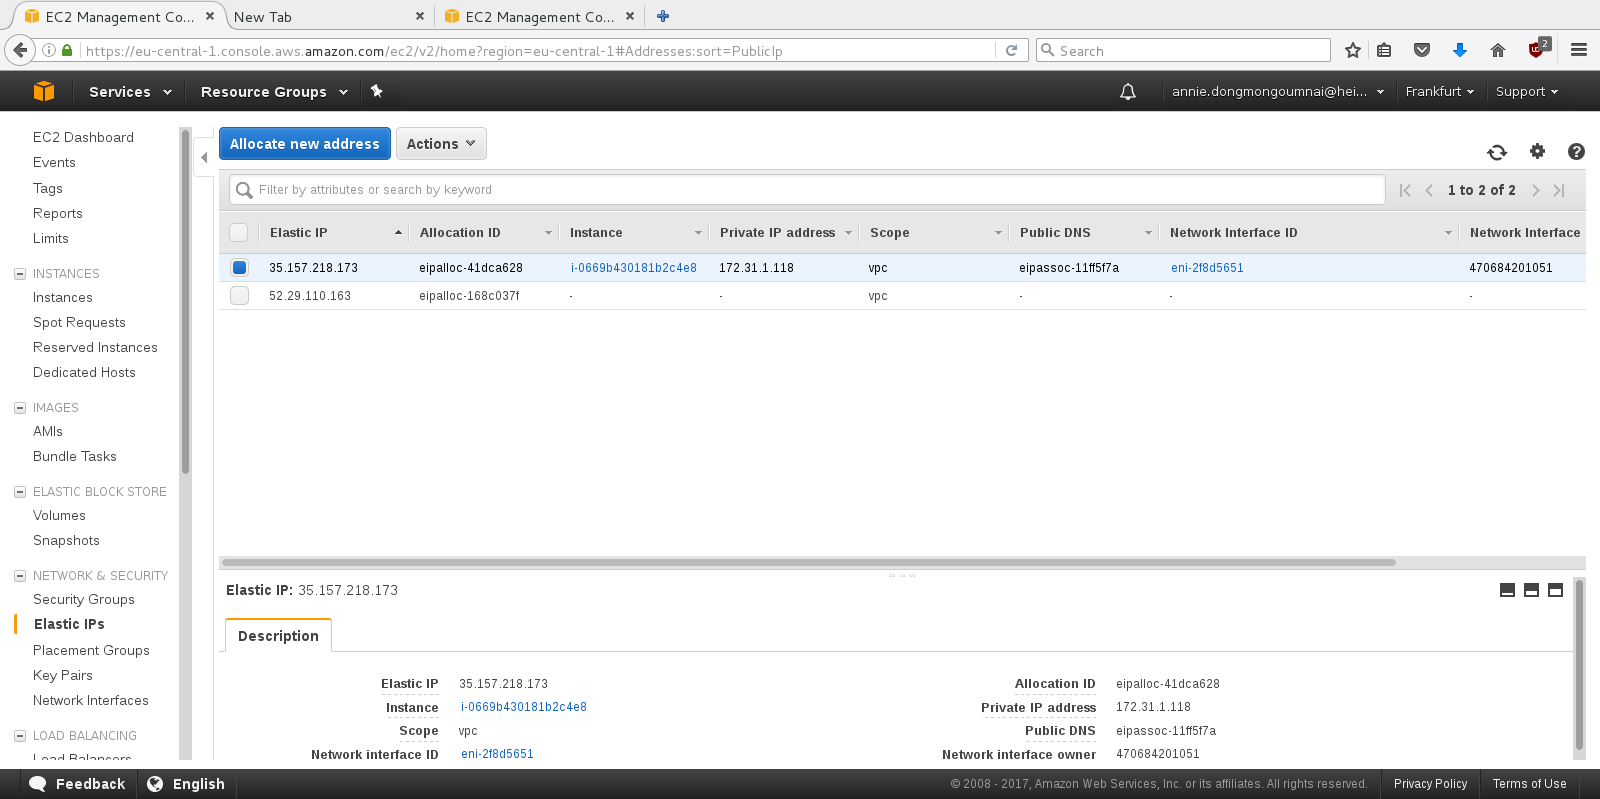 EC2 Management Co...
New Tab
EC2 Management Co...
https://eu-central-1.console.aws.amazon.com/ec2/v2/home?region=eu-central-1#Addresses:sort=PublicIp
Search
2
Services
Resource Groups
annie.dongmongoumnai@hei...
Frankfurt
Support
EC2 Dashboard
Events
Tags
Reports
Limits
INSTANCES
Instances
Spot Requests
Reserved Instances
Dedicated Hosts
IMAGES
AMIs
Bundle Tasks
ELASTIC BLOCK STORE
Volumes
Snapshots
NETWORK & SECURITY
Security Groups
Elastic IPs
Placement Groups
Key Pairs
Network Interfaces
LOAD BALANCING
Load Balancers
Allocate new address
Actions
Filter by attributes or search by keyword
1 to 2 of 2
Elastic IP Allocation ID Instance Private IP address Scope Public DNS Network Interface ID Network Interface
35.157.218.173 eipalloc-41dca628 i-0669b430181b2c4e8 172.31.1.118 vpc eipassoc-11ff5f7a eni-2f8d5651 470684201051
52.29.110.163 eipalloc-168c037f - - vpc - - -
Elastic IP: 35.157.218.173
Description
Elastic IP 35.157.218.173 Allocation ID eipalloc-41dca628
Instance i-0669b430181b2c4e8 Private IP address 172.31.1.118
Scope vpc Public DNS eipassoc-11ff5f7a
Network interface ID eni-2f8d5651 Network interface owner 470684201051
Feedback
English
© 2008 - 2017, Amazon Web Services, Inc. or its affiliates. All rights reserved.
Privacy Policy
Terms of Use